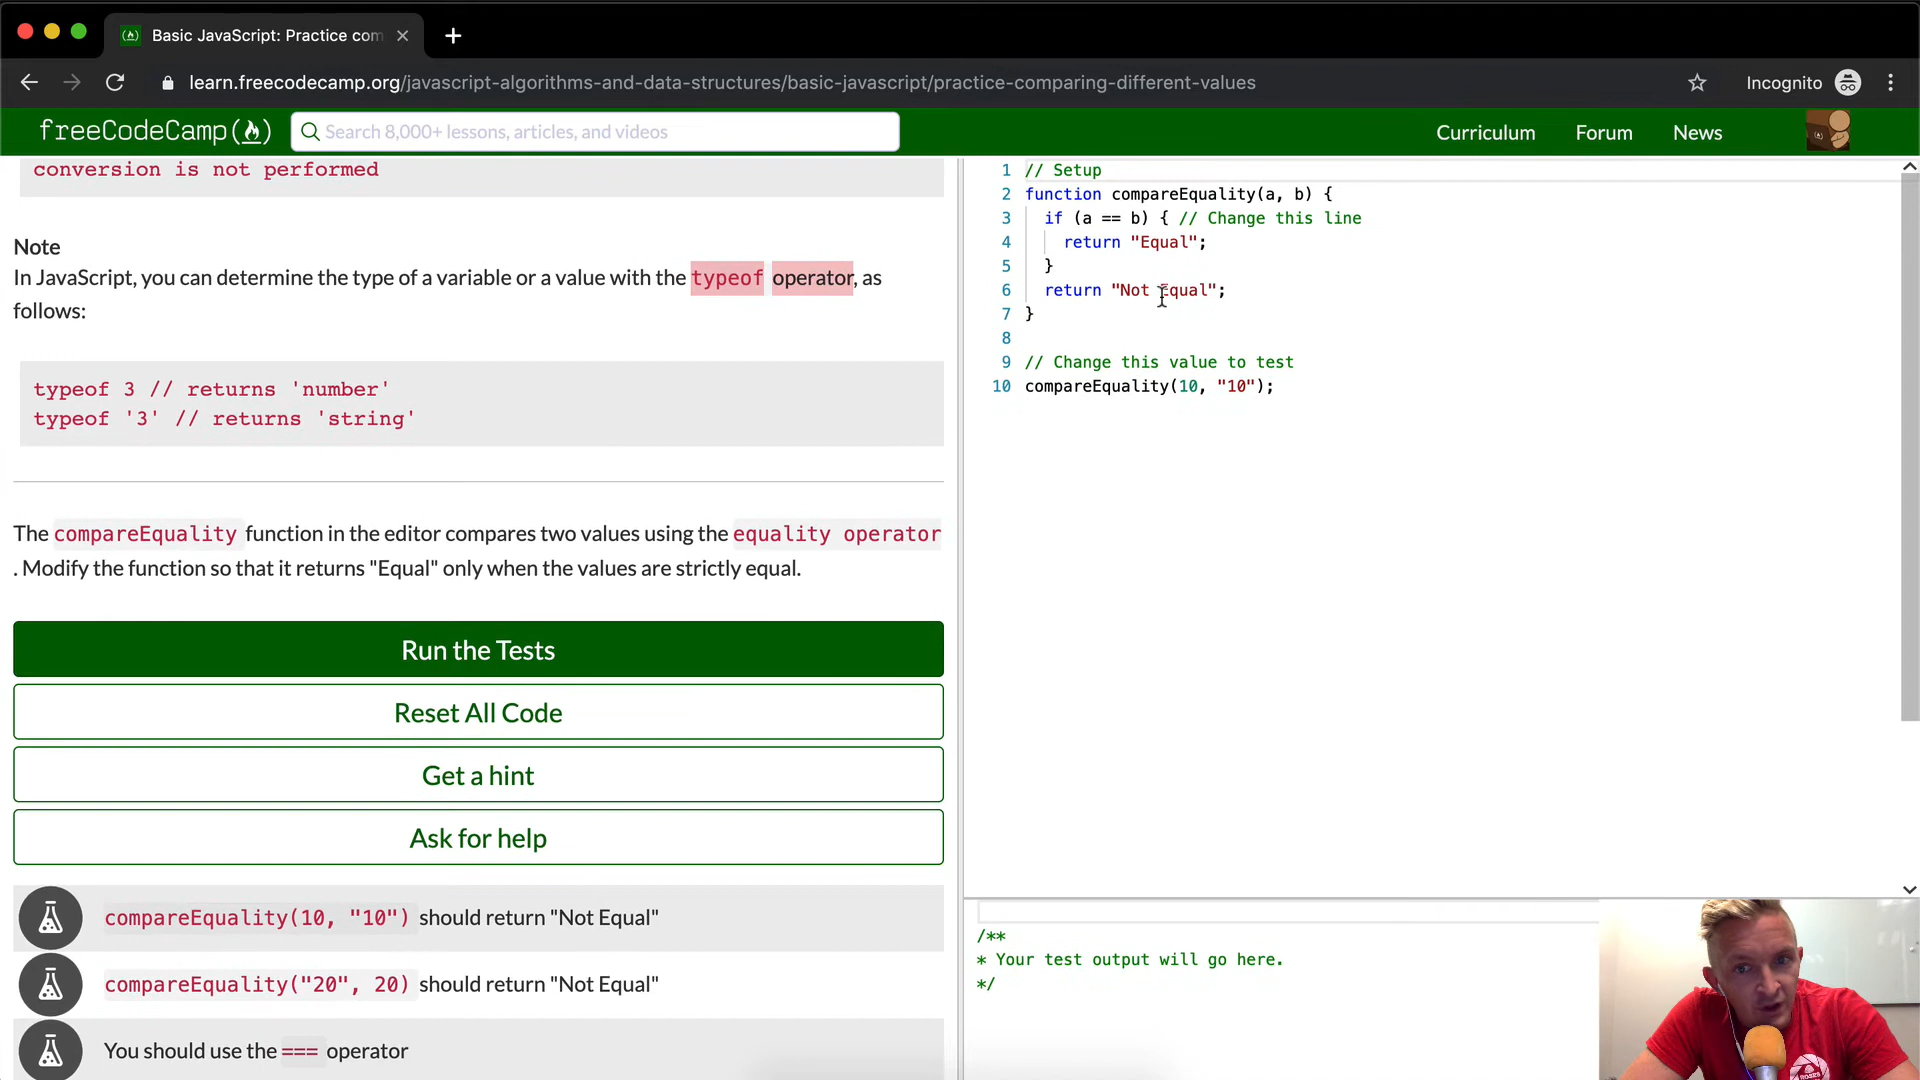 Basic JavaScript: Practice com
learn.freecodecamp.org/javascript-algorithms-and-data-structures/basic-javascript/practice-comparing-different-values
Incognito
freeCodeCamp
Search 8,000+ lessons, articles, and videos
Curriculum
Forum
News
conversion is not performed
Note
In JavaScript, you can determine the type of a variable or a value with the typeof operator, as
follows:
typeof 3 // returns 'number'
typeof '3' // returns 'string'
The compareEquality function in the editor compares two values using the equality operator
. Modify the function so that it returns "Equal" only when the values are strictly equal.
Run the Tests
Reset All Code
Get a hint
Ask for help
compareEquality(10, "10") should return "Not Equal"
compareEquality("20", 20) should return "Not Equal"
You should use the === operator
1 // Setup
2 function compareEquality(a, b) {
3 if (a == b) { // Change this line
4 return "Equal";
5 }
6 return "Not Equal";
7 }
8
9 // Change this value to test
10 compareEquality(10, "10");
/**
* Your test output will go here.
*/